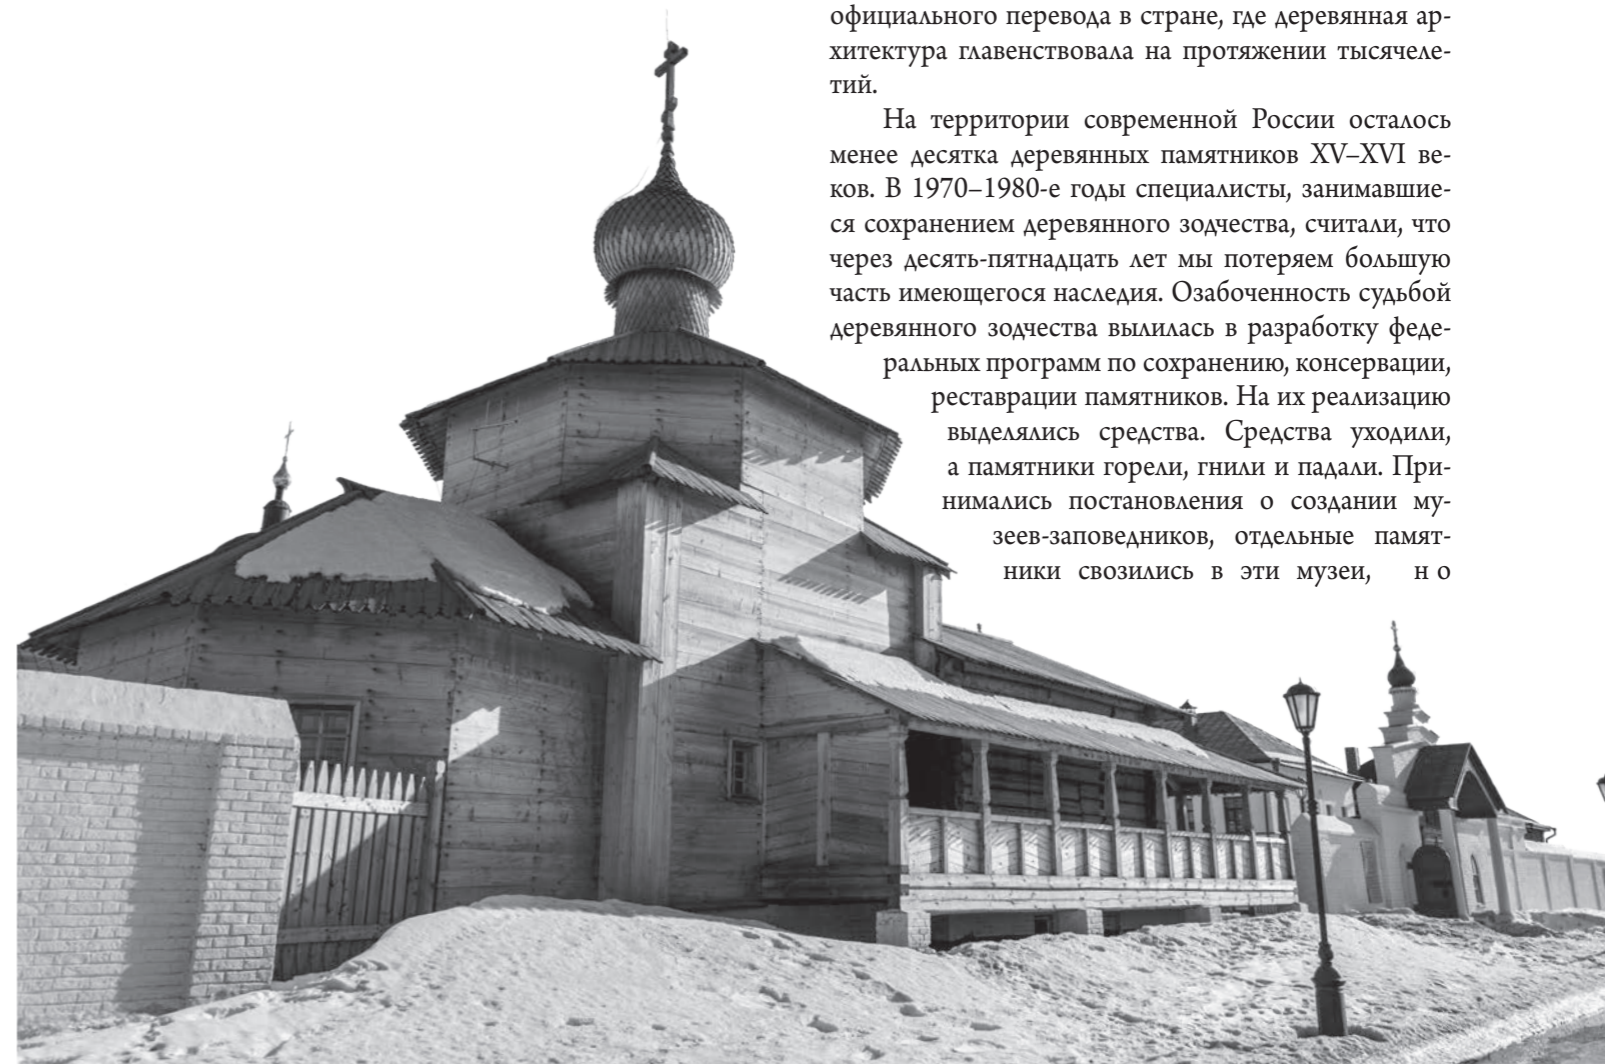 официального перевода в стране, где деревянная ар-
хитектура главенствовала на протяжении тысячеле-
тий.
На территории современной России осталось
менее десятка деревянных памятников XV–XVI ве-
ков. В 1970–1980-е годы специалисты, занимавшие-
ся сохранением деревянного зодчества, считали, что
через десять-пятнадцать лет мы потеряем большую
часть имеющегося наследия. Озабоченность судьбой
деревянного зодчества вылилась в разработку феде-
ральных программ по сохранению, консервации,
реставрации памятников. На их реализацию
выделялись средства. Средства уходили,
а памятники горели, гнили и падали. При-
нимались постановления о создании му-
зеев-заповедников, отдельные памят-
ники свозились в эти музеи, но